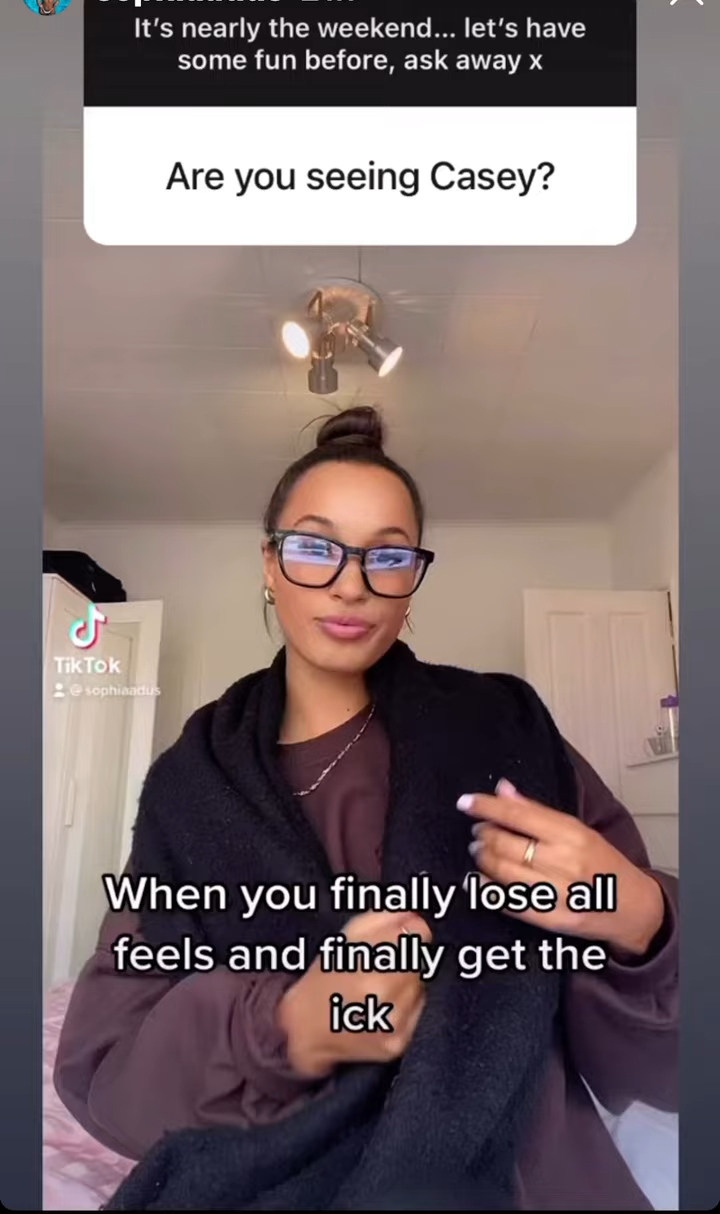 It’s nearly the weekend... let’s have
some fun before, ask away x
Are you seeing Casey?
TikTok
@sophiaadus
When you finally lose all
feels and finally get the
ick